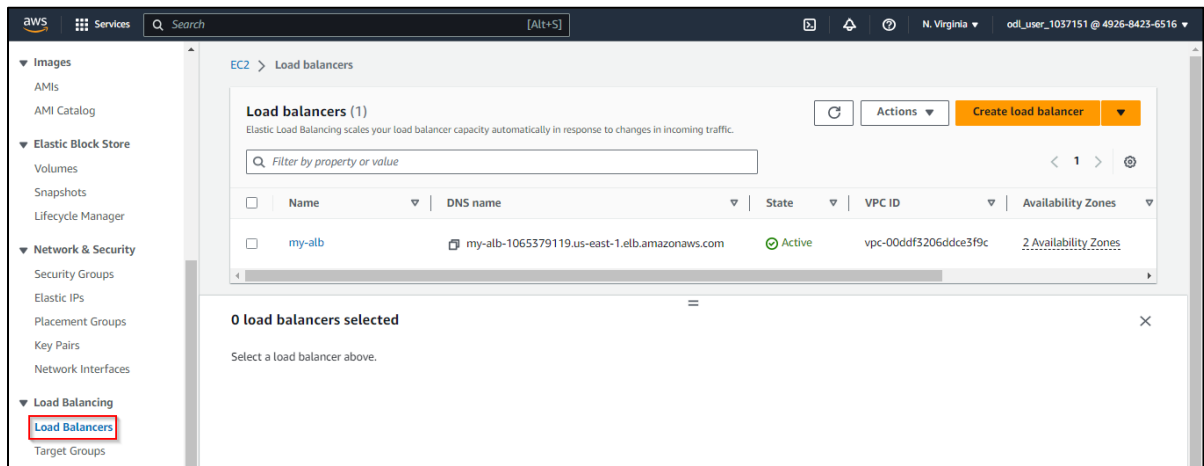 aws Services Search [Alt+S] N. Virginia odl_user_1037151 @ 4926-8423-6516
Images
AMIs
AMI Catalog
Elastic Block Store
Volumes
Snapshots
Lifecycle Manager
Network & Security
Security Groups
Elastic IPs
Placement Groups
Key Pairs
Network Interfaces
Load Balancing
Load Balancers
Target Groups
EC2 > Load balancers
Load balancers (1)
Elastic Load Balancing scales your load balancer capacity automatically in response to changes in incoming traffic.
Actions Create load balancer
Filter by property or value
1
Name DNS name State VPC ID Availability Zones
my-alb my-alb-1065379119.us-east-1.elb.amazonaws.com Active vpc-00ddf3206ddce3f9c 2 Availability Zones
0 load balancers selected
Select a load balancer above.